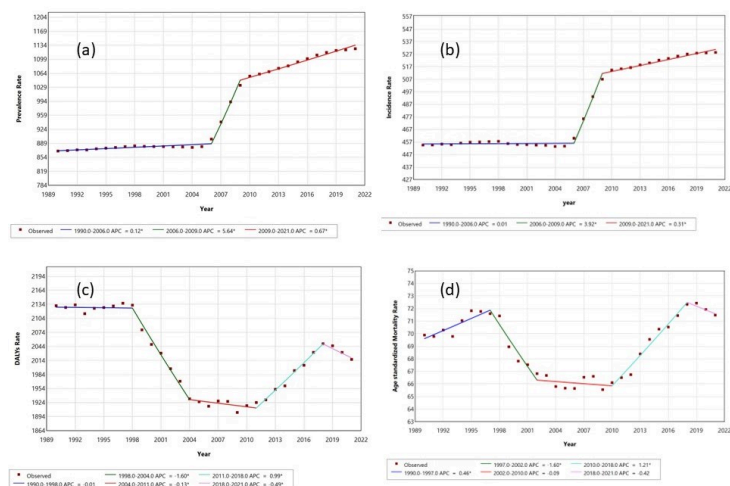 (a)
Prevalence Rate
1204
1169
1134
1099
1064
1029
994
959
924
889
854
819
784
1989 1992 1995 1998 2001 2004 2007 2010 2013 2016 2019 2022
Year
Observed 1990.0-2006.0 APC = 0.12* 2006.0-2009.0 APC = 5.64* 2009.0-2021.0 APC = 0.67*
(b)
Incidence Rate
557
547
537
527
517
507
497
487
477
467
457
447
437
427
1989 1992 1995 1998 2001 2004 2007 2010 2013 2016 2019 2022
year
Observed 1990.0-2006.0 APC = 0.01 2006.0-2009.0 APC = 3.92* 2009.0-2021.0 APC = 0.31*
(c)
DALYs Rate
2194
2164
2134
2104
2074
2044
2014
1984
1954
1924
1894
1864
1989 1992 1995 1998 2001 2004 2007 2010 2013 2016 2019 2022
Year
Observed 1998.0-2004.0 APC = -1.60* 2011.0-2018.0 APC = 0.99*
1990.0-1998.0 APC = -0.01 2004.0-2011.0 APC = -0.13* 2018.0-2021.0 APC = -0.49*
(d)
Age standardized Mortality Rate
75
74
73
72
71
70
69
68
67
66
65
64
63
1989 1992 1995 1998 2001 2004 2007 2010 2013 2016 2019 2022
Year
Observed 1997.0-2002.0 APC = 1.60* 2010.0-2018.0 APC = 1.21*
1990.0-1997.0 APC = 0.46* 2002.0-2010.0 APC = -0.09 2018.0-2021.0 APC = -0.42